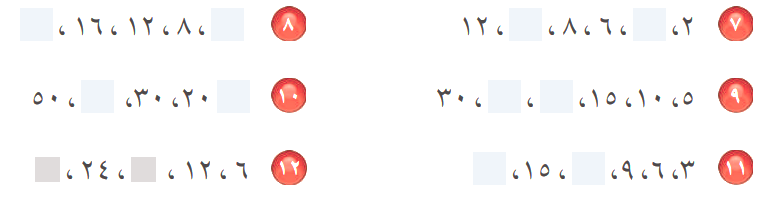 ٧ ٢، ، ٦ ، ٨ ، ، ١٢
٨ ، ٨ ، ١٢ ، ١٦ ،
٩ ٥، ١٠، ١٥، ، ، ٣٠
١٠ ٢٠، ٣٠، ، ٥٠
١١ ٣، ٦، ٩، ، ١٥،
١٢ ٦ ، ١٢ ، ، ٢٤ ،